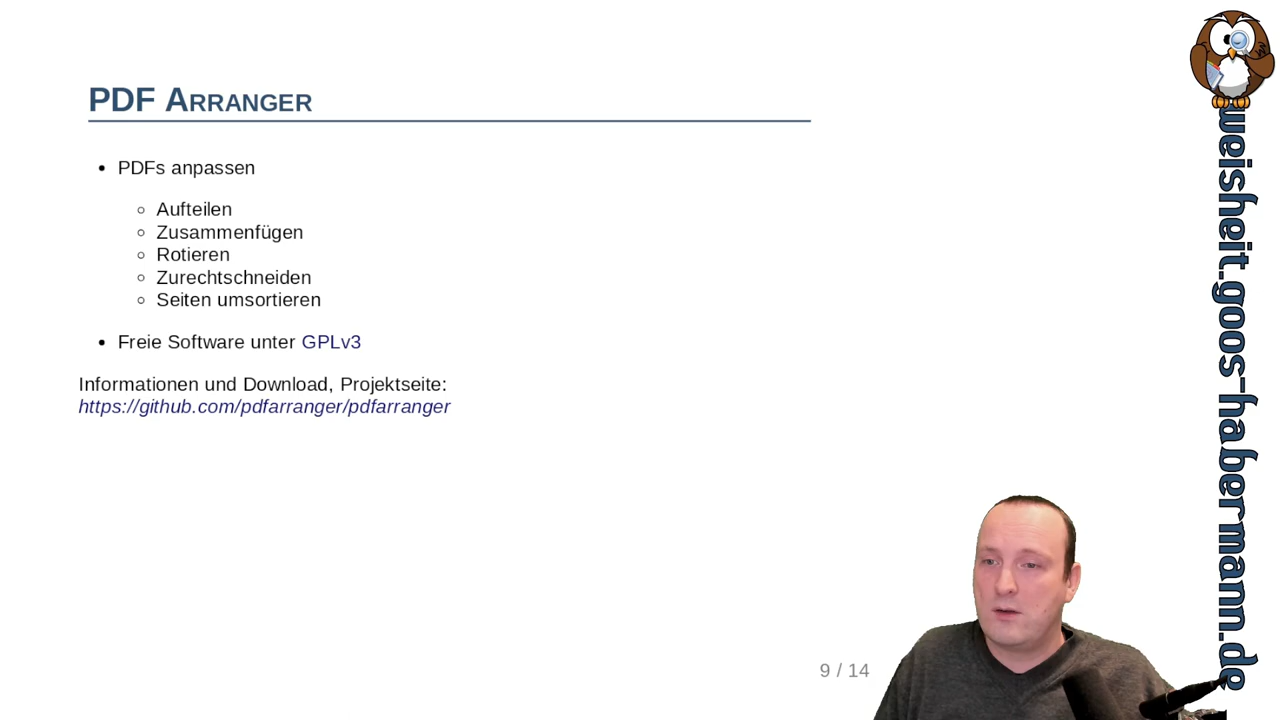 PDF Arranger
• PDFs anpassen
◦ Aufteilen
◦ Zusammenfügen
◦ Rotieren
◦ Zurechtschneiden
◦ Seiten umsortieren
• Freie Software unter GPLv3
Informationen und Download, Projektseite:
https://github.com/pdfarranger/pdfarranger
9 / 14
weisheit.goos-habermann.de